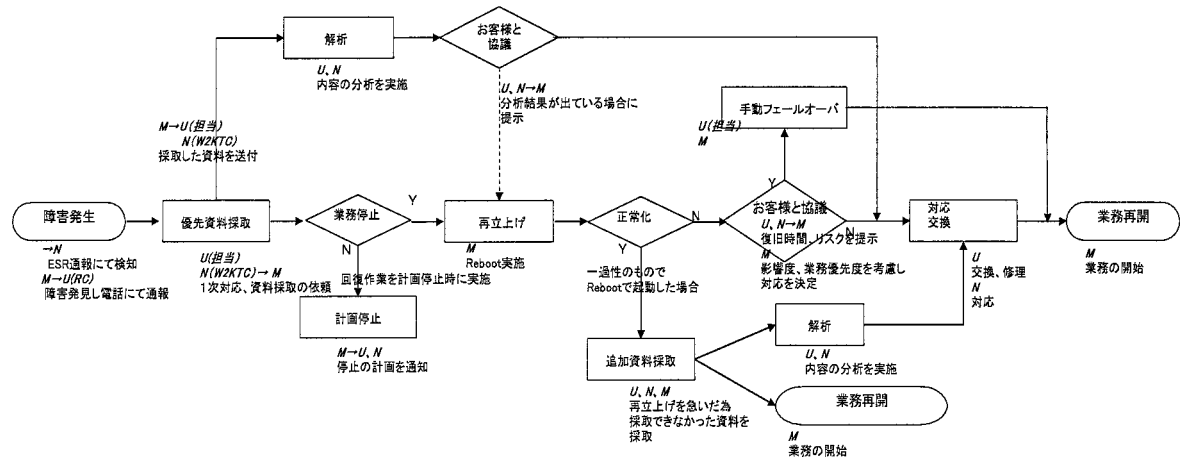 解析
お客様と
協議
U、N
内容の分析を実施
U、N→M
分析結果が出ている場合に
提示
M→U(担当)
N(W2KTC)
採取した資料を送付
手動フェールオーバ
U(担当)
M
障害発生
→N
ESR通報にて検知
M→U(RC)
障害発見し電話にて通報
優先資料採取
U(担当)
N(W2KTC)→M
1次対応、資料採取の依頼
業務停止
Y
N
回復作業を計画停止時に実施
計画停止
M→U、N
停止の計画を通知
再立上げ
M
Reboot実施
正常化
N
Y
一過性のもので
Rebootで起動した場合
Y
お客様と協議
N
U、N→M
復旧時間、リスクを提示
M
影響度、業務優先度を考慮し
対応を決定
対応
交換
U
交換、修理
N
対応
業務再開
M
業務の開始
追加資料採取
U、N、M
再立上げを急いだ為
採取できなかった資料を
採取
解析
U、N
内容の分析を実施
業務再開
M
業務の開始